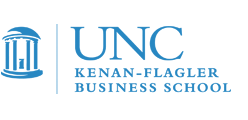 UNC
KENAN-FLAGLER
BUSINESS SCHOOL